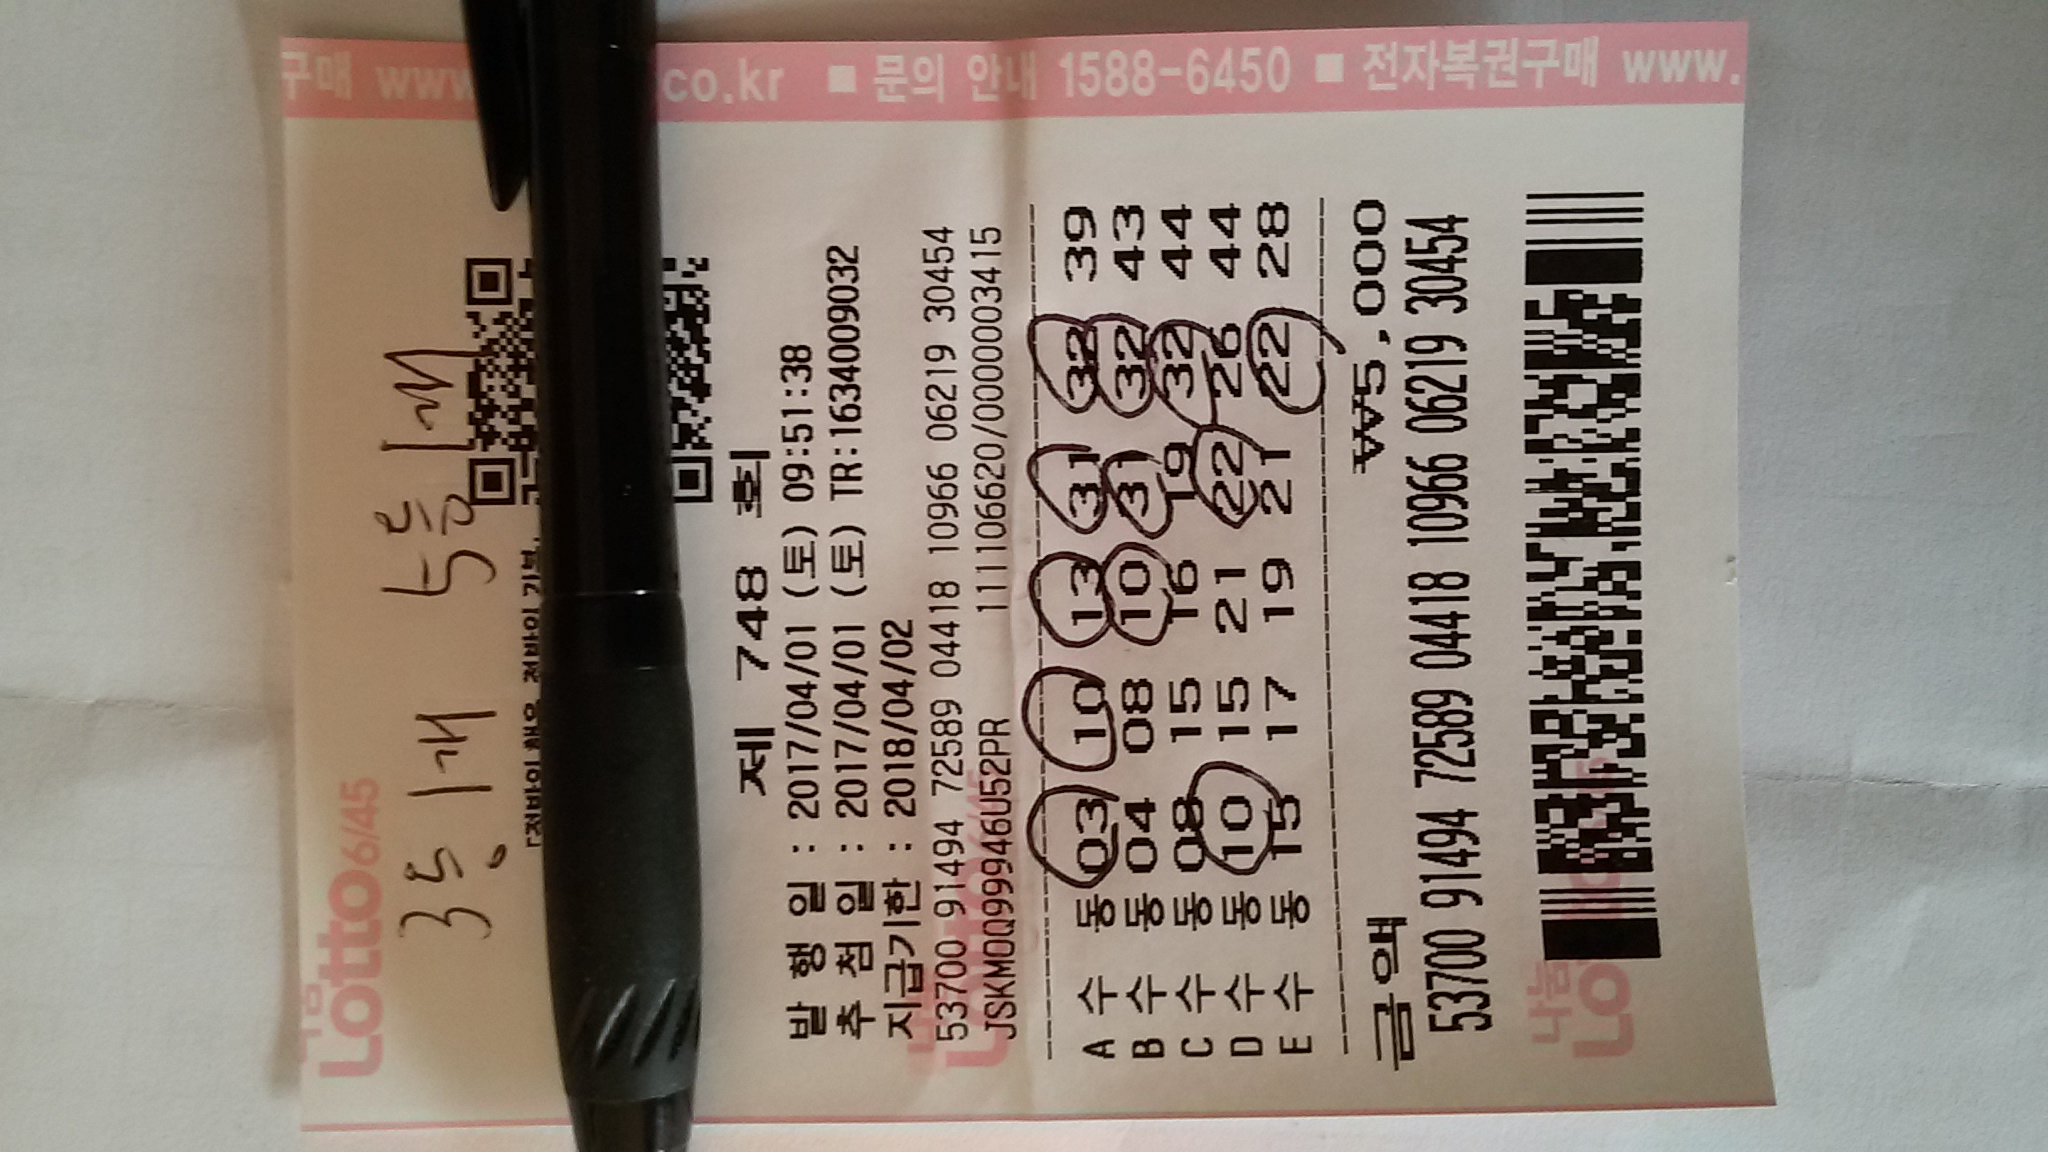 구매 www. .co.kr ■ 문의 안내 1588-6450 ■ 전자복권구매 www.
Lotto 6/45
3등 1개 5등 1개
제 748 회
발 행 일 : 2017/04/01 (토) 09:51:38
추 첨 일 : 2017/04/01 (토) TR:16340009032
지급기한 : 2018/04/02
53700 91494 72589 04418 10966 06219 30454
JSKM0QQ999946U52PR 11106620/0000003415
A 수동 03 10 13 31 32 39
B 수동 04 08 10 31 32 43
C 수동 08 15 16 19 32 44
D 수동 10 15 21 22 26 44
E 수동 15 17 19 21 22 28
금액 ₩5,000
53700 91494 72589 04418 10966 06219 30454
나눔
Lo